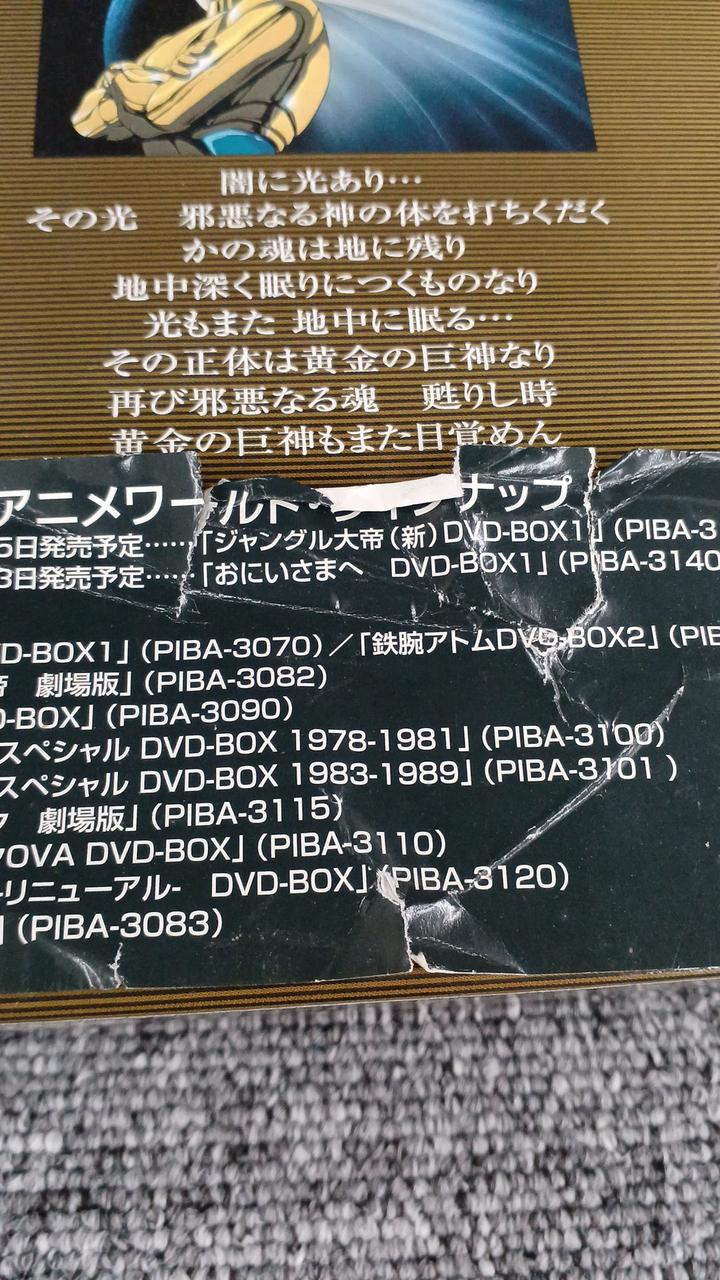 闇に光あり…
その光　邪悪なる神の体を打ちくだく
かの魂は地に残り
地中深く眠りにつくものなり
光もまた 地中に眠る…
その正体は黄金の巨神なり
再び邪悪なる魂　甦りし時
黄金の巨神もまた目覚めん
アニメワールド・ラインナップ
5日発売予定……「ジャングル大帝（新）DVD-BOX1」（PIBA-3
3日発売予定……「おにいさまへ　DVD-BOX1」（PIBA-3140
VD-BOX1」（PIBA-3070）／「鉄腕アトムDVD-BOX2」（PIB
帝　劇場版」（PIBA-3082）
D-BOX」（PIBA-3090）
スペシャル DVD-BOX 1978-1981」（PIBA-3100）
スペシャル DVD-BOX 1983-1989」（PIBA-3101 ）
劇場版」（PIBA-3115）
OVA DVD-BOX」（PIBA-3110）
-リニューアル-　DVD-BOX」（PIBA-3120）
」（PIBA-3083）